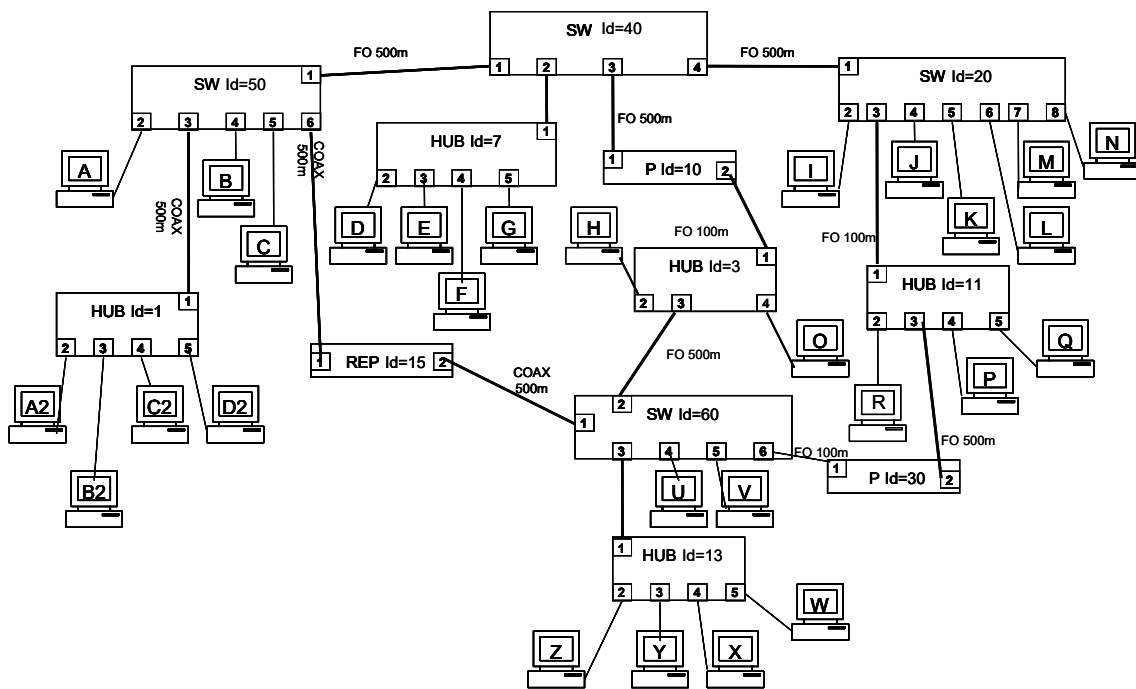 SW Id=40
1 2 3 4
FO 500m
FO 500m
FO 500m
SW Id=50
1
2 3 4 5 6
SW Id=20
1
2 3 4 5 6 7 8
HUB Id=7
1
2 3 4 5
P Id=10
1 2
A
B
C
COAX
500m
COAX
500m
D E F G
H
FO 100m
I
J
K
L
M
N
FO 100m
HUB Id=3
1
2 3 4
HUB Id=11
1
2 3 4 5
HUB Id=1
1
2 3 4 5
REP Id=15
1 2
COAX
500m
FO 500m
O
Q
P
R
FO 500m
A2
B2
C2
D2
SW Id=60
1 2
3 4 5 6
FO 100m
P Id=30
1 2
U V
HUB Id=13
1
2 3 4 5
Z Y X W